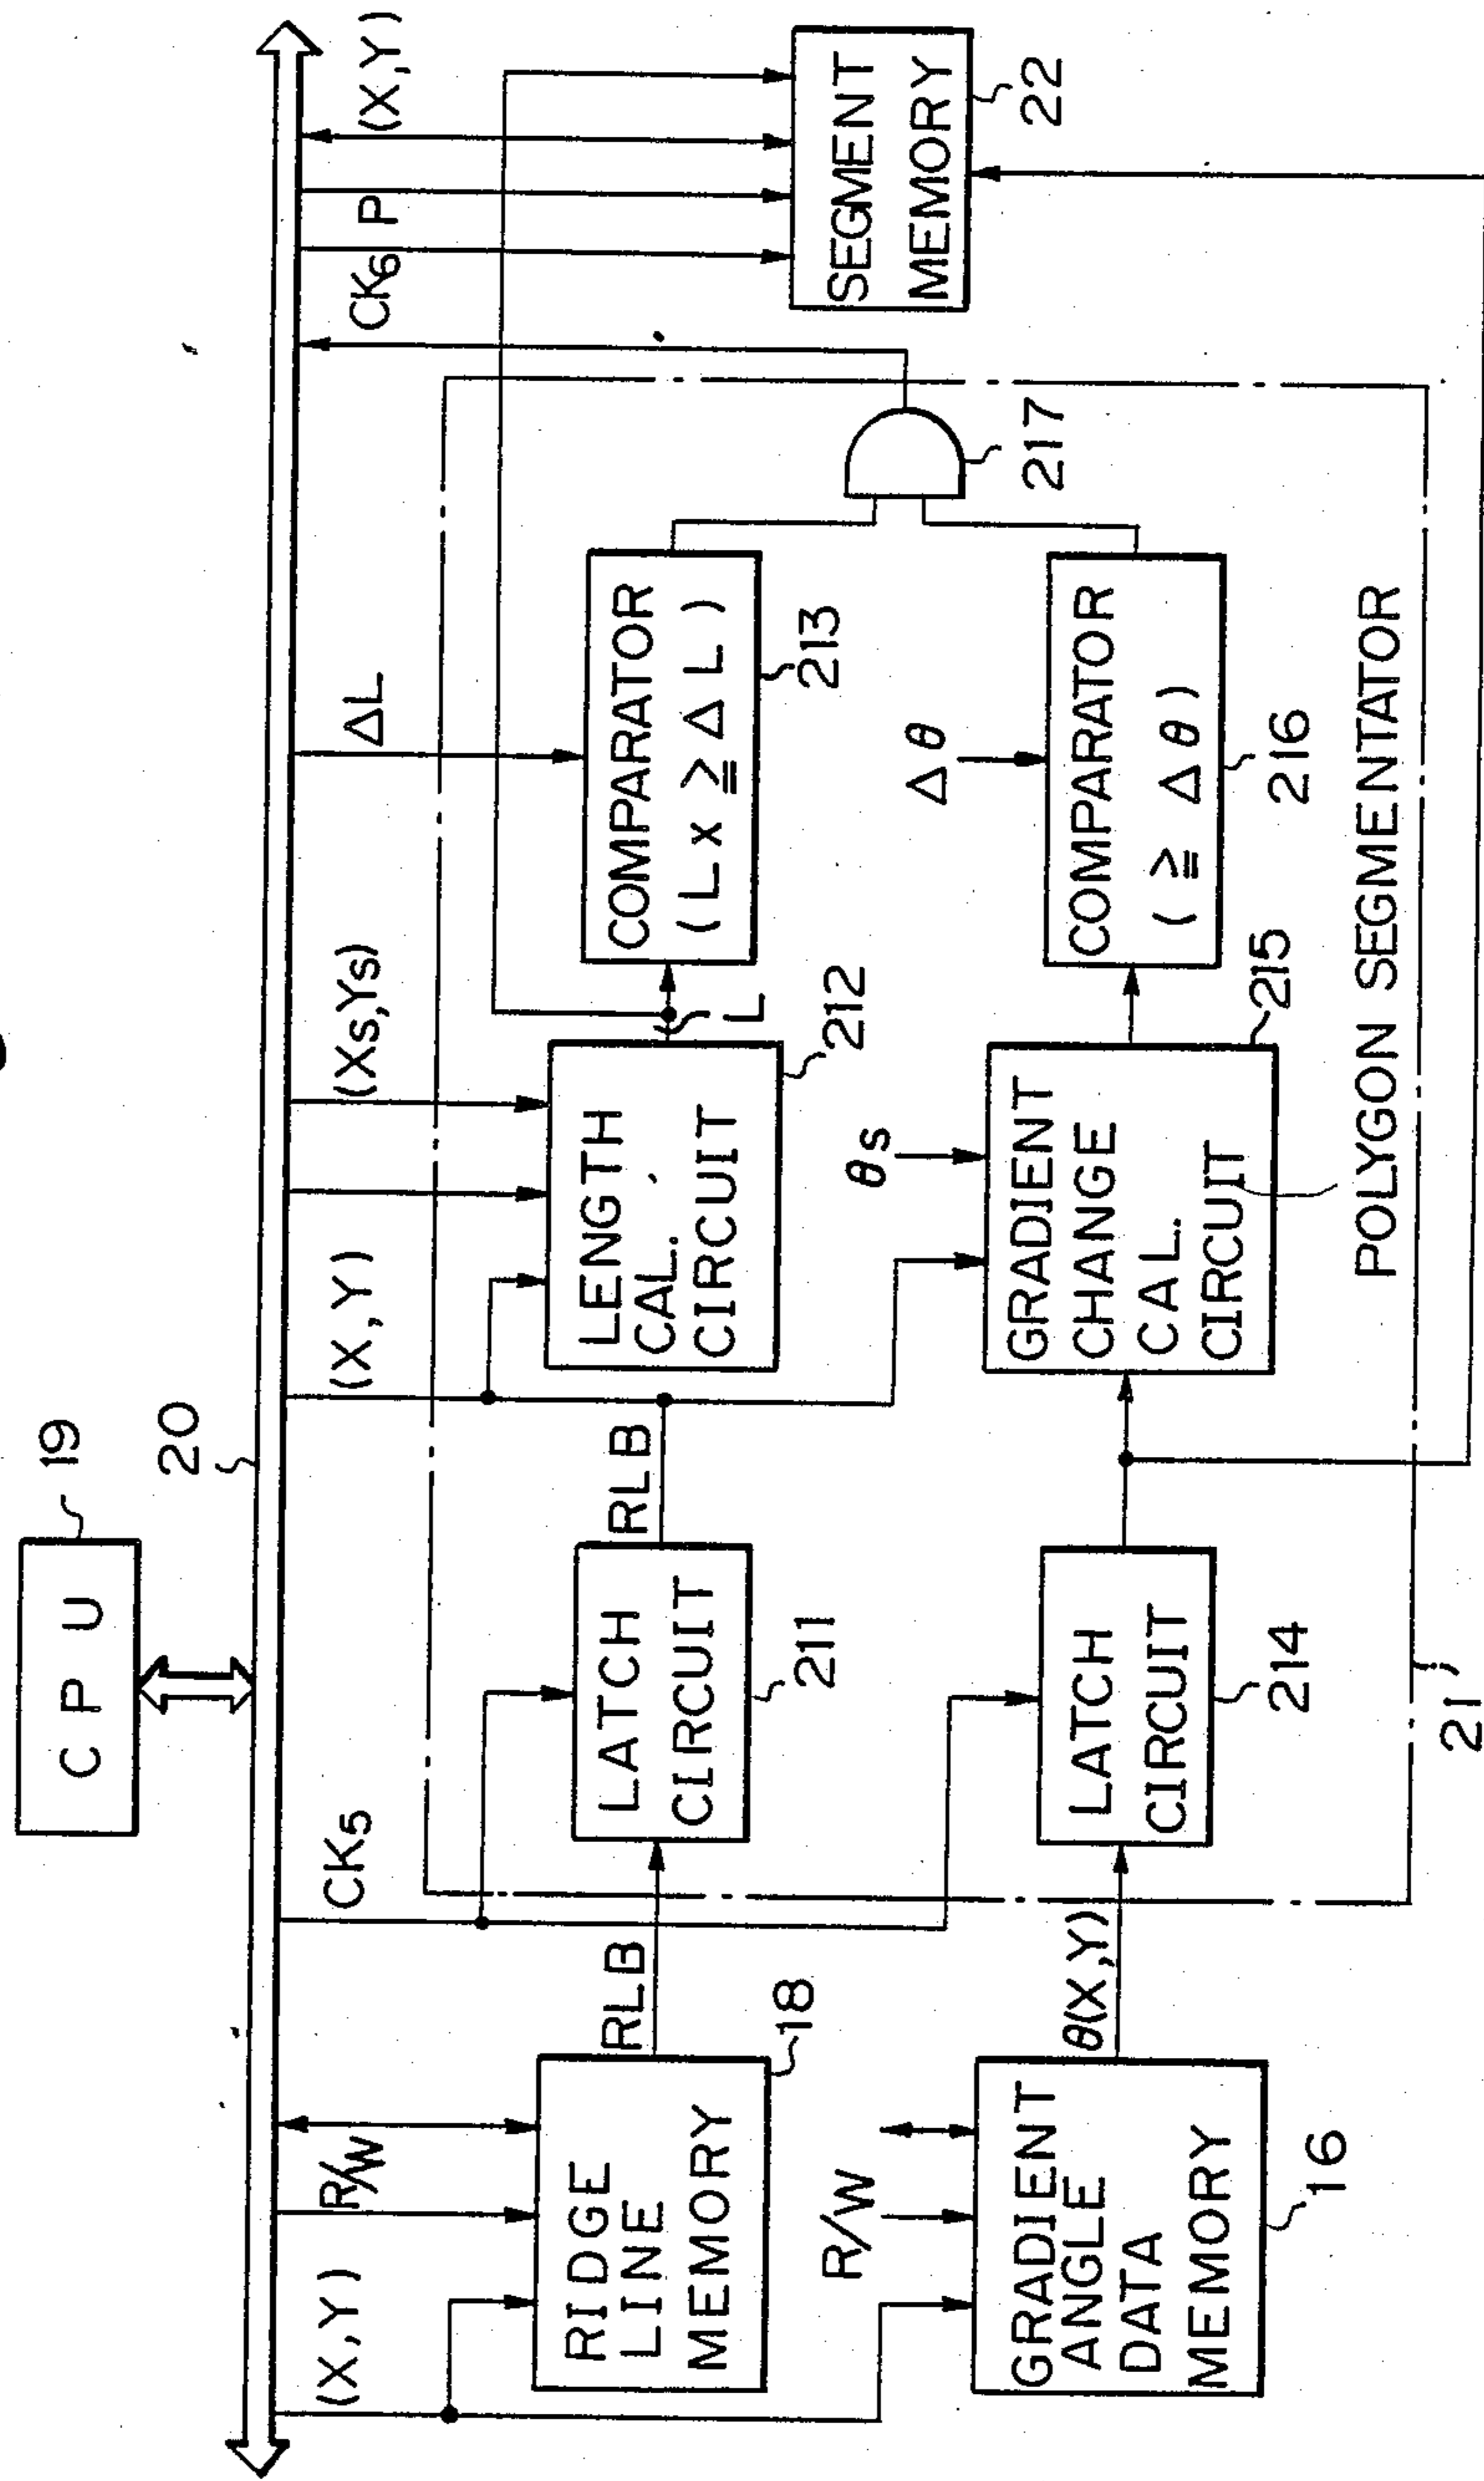 CPU
19
20
(X,Y)
R/W
CK5
(X,Y)
(Xs,Ys)
ΔL
CK6
P
(X,Y)
RIDGE
LINE
MEMORY
18
RLB
LATCH
CIRCUIT
211
RLB
LENGTH
CAL.
CIRCUIT
212
L
COMPARATOR
(Lx ≧ ΔL)
213
217
SEGMENT
MEMORY
22
R/W
GRADIENT
ANGLE
DATA
MEMORY
16
θ(X,Y)
LATCH
CIRCUIT
214
θs
GRADIENT
CHANGE
CAL.
CIRCUIT
215
Δθ
COMPARATOR
(≧ Δθ)
216
21
POLYGON SEGMENTATOR